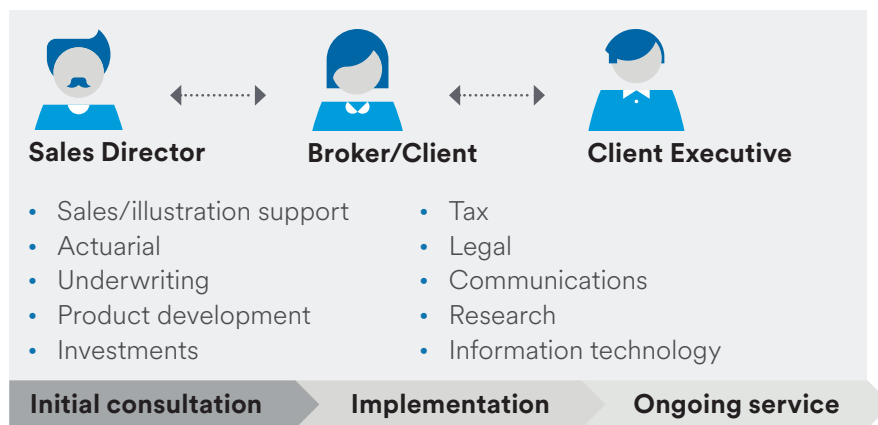 Sales Director
Broker/Client
Client Executive
• Sales/illustration support
• Actuarial
• Underwriting
• Product development
• Investments
• Tax
• Legal
• Communications
• Research
• Information technology
Initial consultation
Implementation
Ongoing service